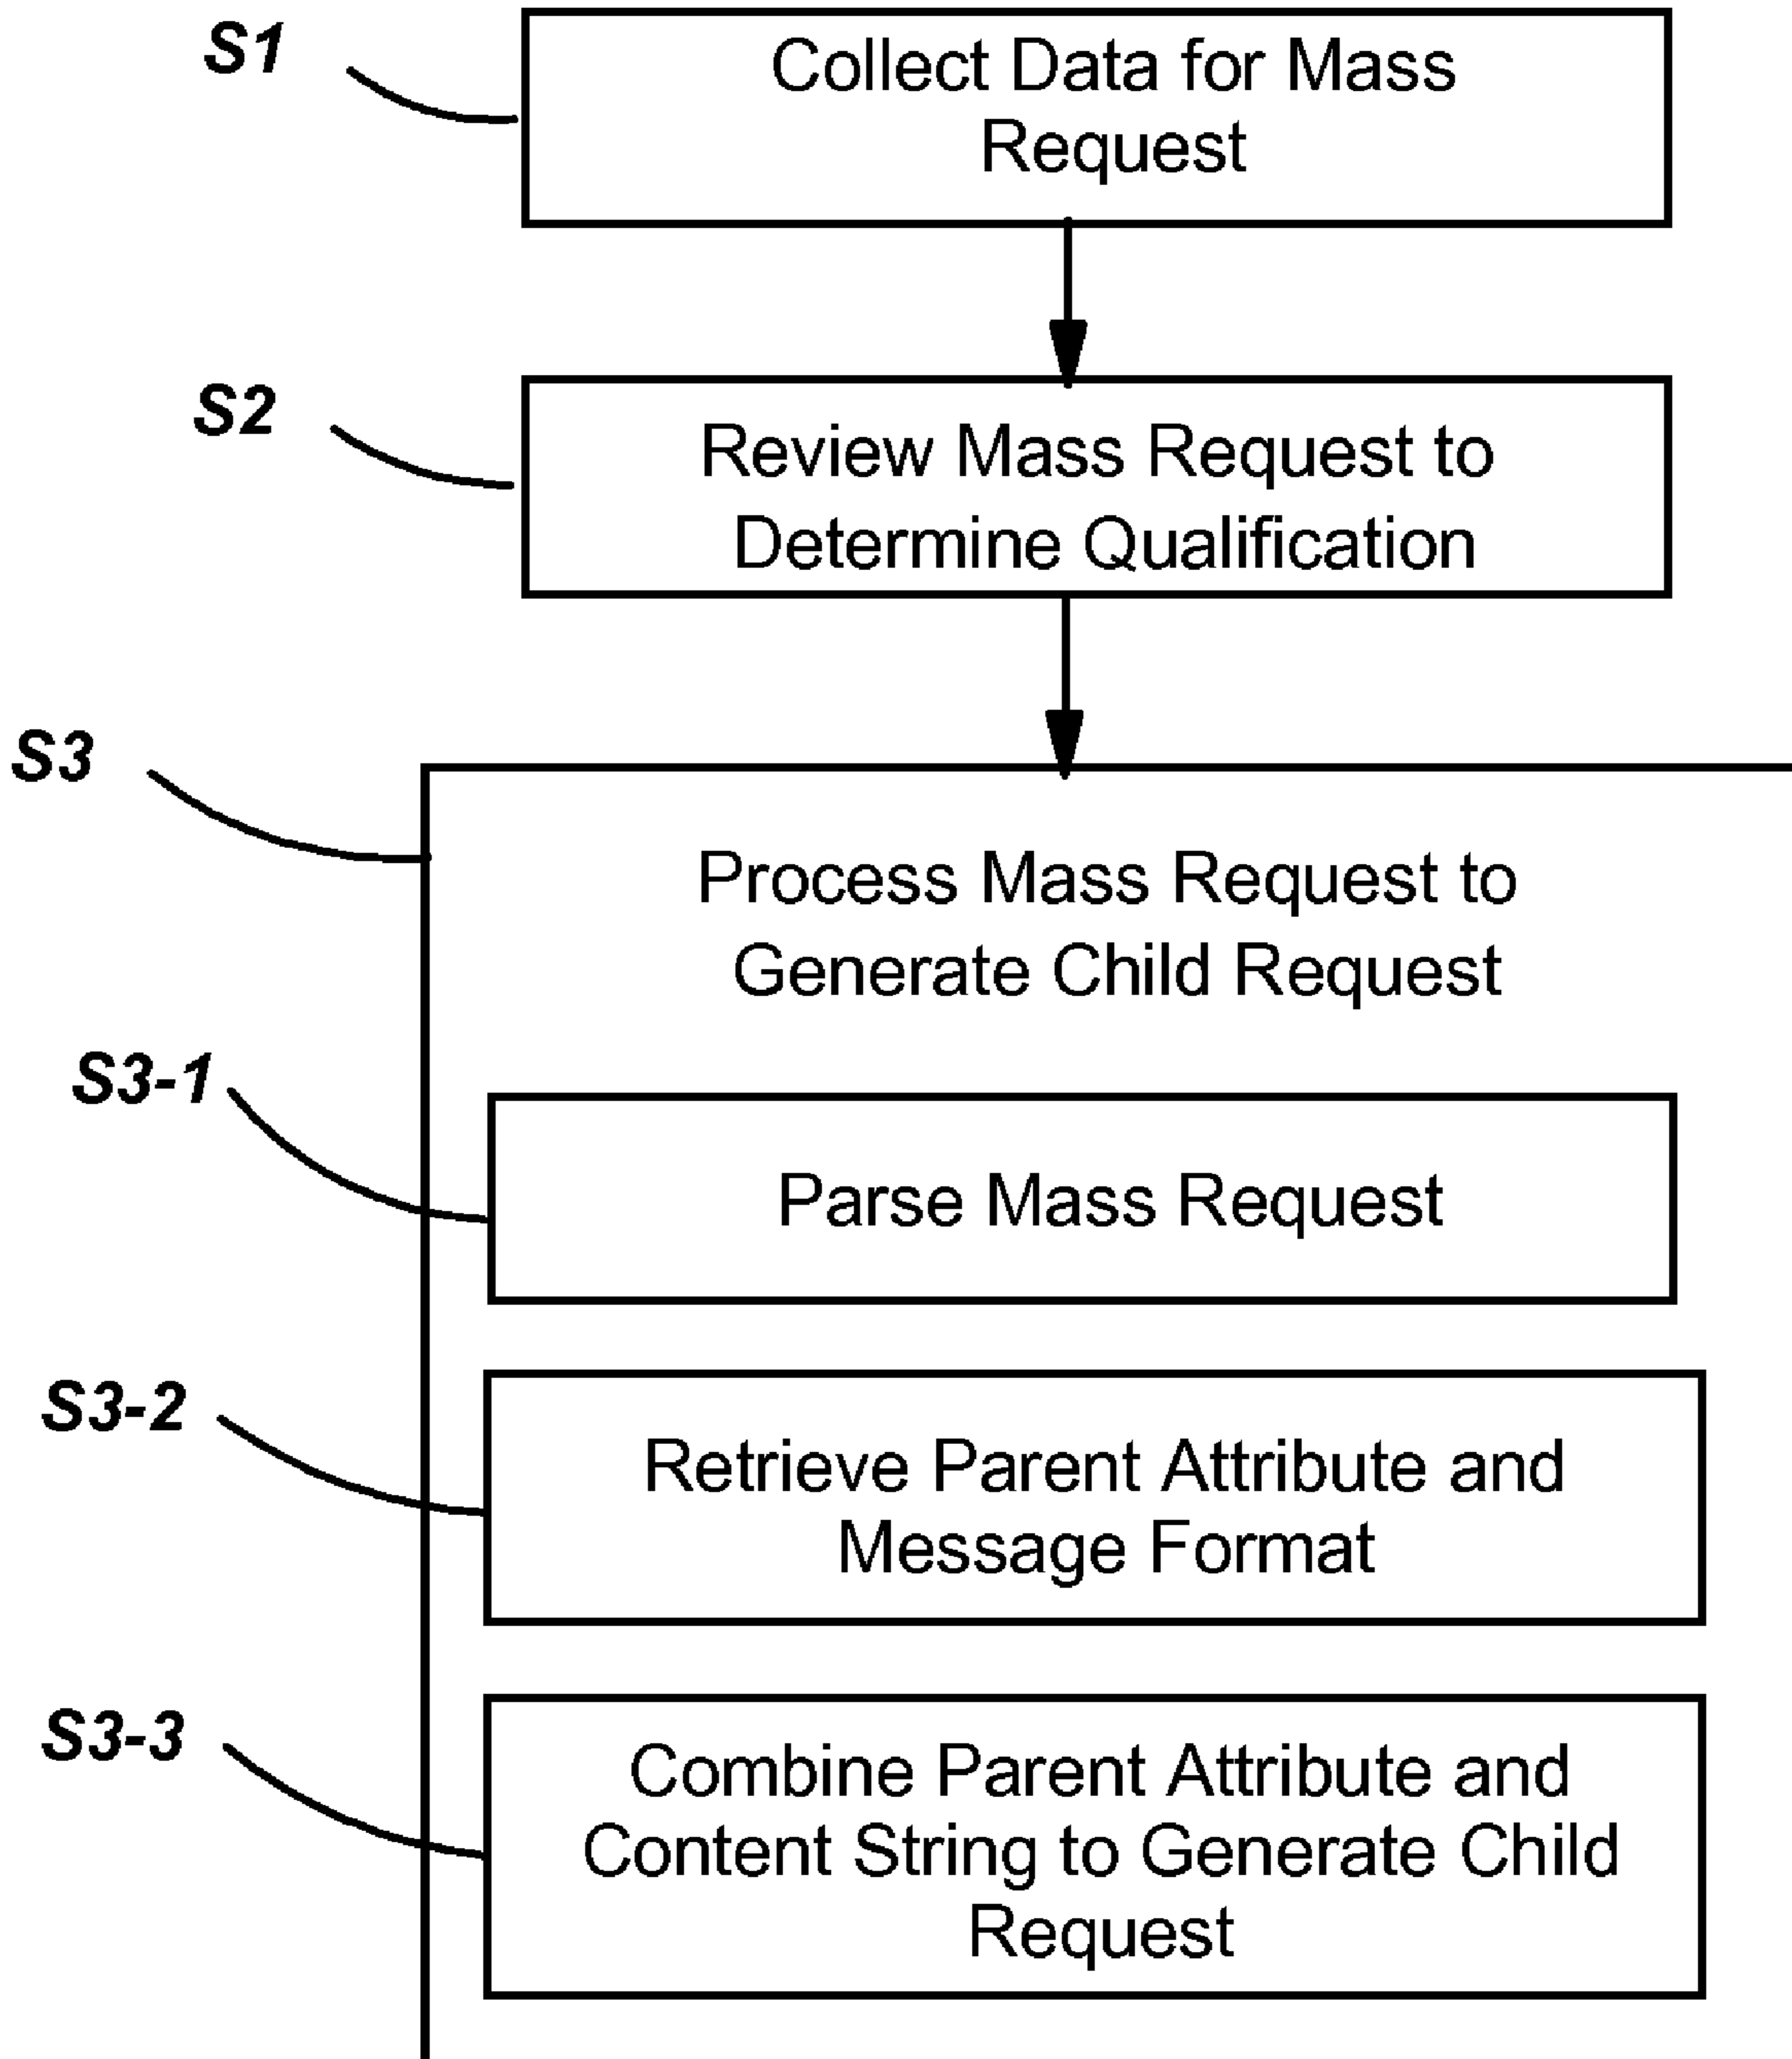 S1
Collect Data for Mass
Request
S2
Review Mass Request to
Determine Qualification
S3
Process Mass Request to
Generate Child Request
S3-1
Parse Mass Request
S3-2
Retrieve Parent Attribute and
Message Format
S3-3
Combine Parent Attribute and
Content String to Generate Child
Request